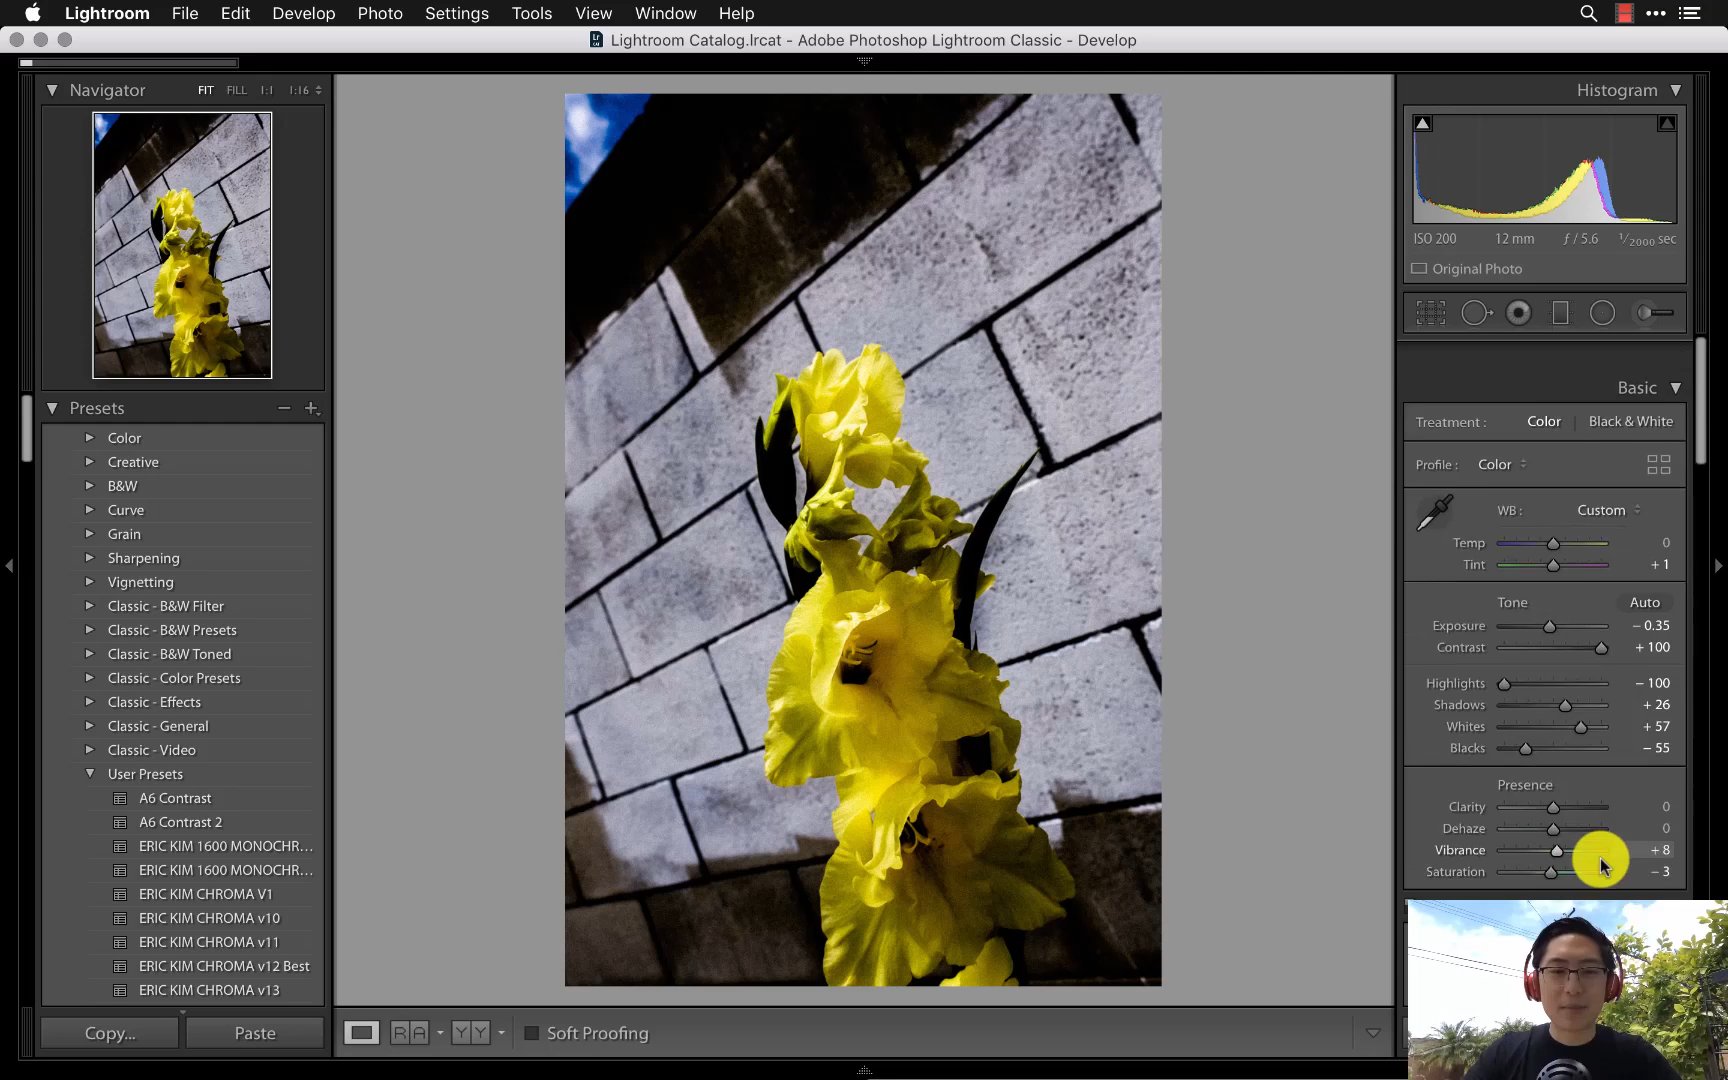 Lightroom File Edit Develop Photo Settings Tools View Window Help
Lightroom Catalog.lrcat - Adobe Photoshop Lightroom Classic - Develop
Navigator FIT FILL 1:1 1:16
Presets
Color
Creative
B&W
Curve
Grain
Sharpening
Vignetting
Classic - B&W Filter
Classic - B&W Presets
Classic - B&W Toned
Classic - Color Presets
Classic - Effects
Classic - General
Classic - Video
User Presets
A6 Contrast
A6 Contrast 2
ERIC KIM 1600 MONOCHR...
ERIC KIM 1600 MONOCHR...
ERIC KIM CHROMA V1
ERIC KIM CHROMA v10
ERIC KIM CHROMA v11
ERIC KIM CHROMA v12 Best
ERIC KIM CHROMA v13
Copy... Paste
R A Y Y Soft Proofing
Histogram
ISO 200 12 mm ƒ / 5.6 1/2000 sec
Original Photo
Basic
Treatment : Color Black & White
Profile : Color
WB : Custom
Temp 0
Tint + 1
Tone Auto
Exposure − 0.35
Contrast + 100
Highlights − 100
Shadows + 26
Whites + 57
Blacks − 55
Presence
Clarity 0
Dehaze 0
Vibrance + 8
Saturation − 3